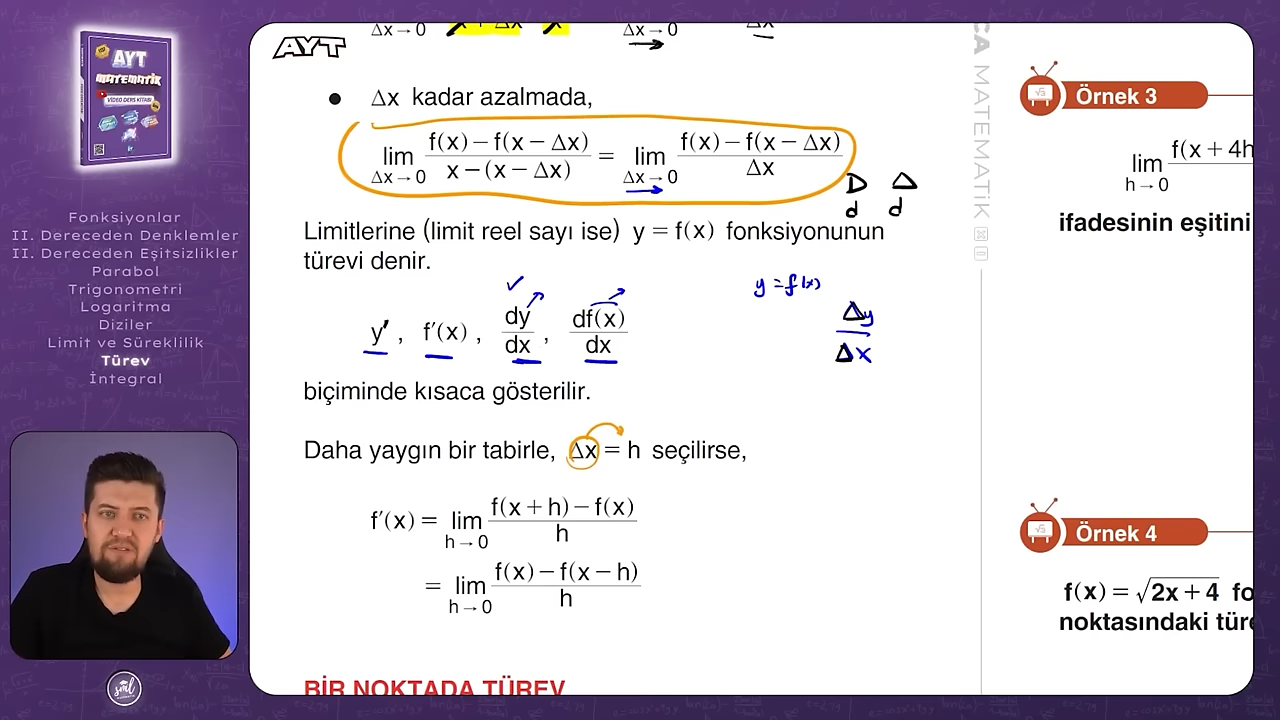 AYT
MATEMATİK
VİDEO DERS KİTABI
Fonksiyonlar
II. Dereceden Denklemler
II. Dereceden Eşitsizlikler
Parabol
Trigonometri
Logaritma
Diziler
Limit ve Süreklilik
Türev
İntegral
AYT
Δx→0 x + Δx x Δx→0 Δx
• Δx kadar azalmada,
lim Δx→0 f(x) − f(x − Δx) / x − (x − Δx) = lim Δx→0 f(x) − f(x − Δx) / Δx
D Δ
d d
Limitlerine (limit reel sayı ise) y = f(x) fonksiyonunun
türevi denir.
y = f(x)
y′ , f′(x) , dy/dx , df(x)/dx
Δy/Δx
biçiminde kısaca gösterilir.
Daha yaygın bir tabirle, Δx = h seçilirse,
f′(x) = lim h→0 f(x + h) − f(x) / h
= lim h→0 f(x) − f(x − h) / h
BİR NOKTADA TÜREV
MATEMATİK
Örnek 3
lim h→0 f(x + 4h
ifadesinin eşitini
Örnek 4
f(x) = √2x + 4 fo
noktasındaki türe